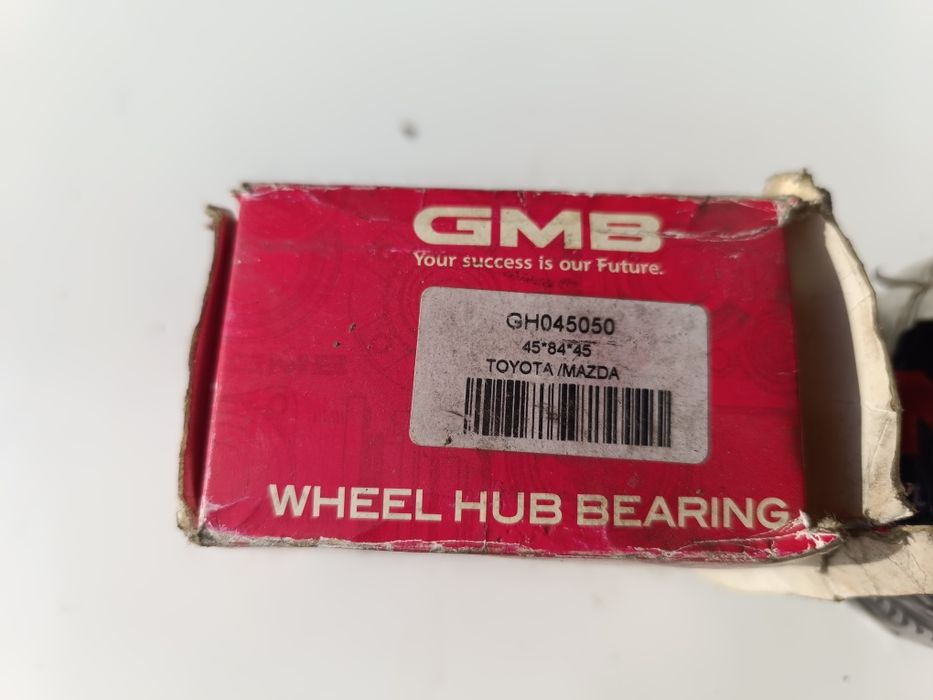 GMB
Your success is our Future.
GH045050
45*84*45
TOYOTA /MAZDA
WHEEL HUB BEARING